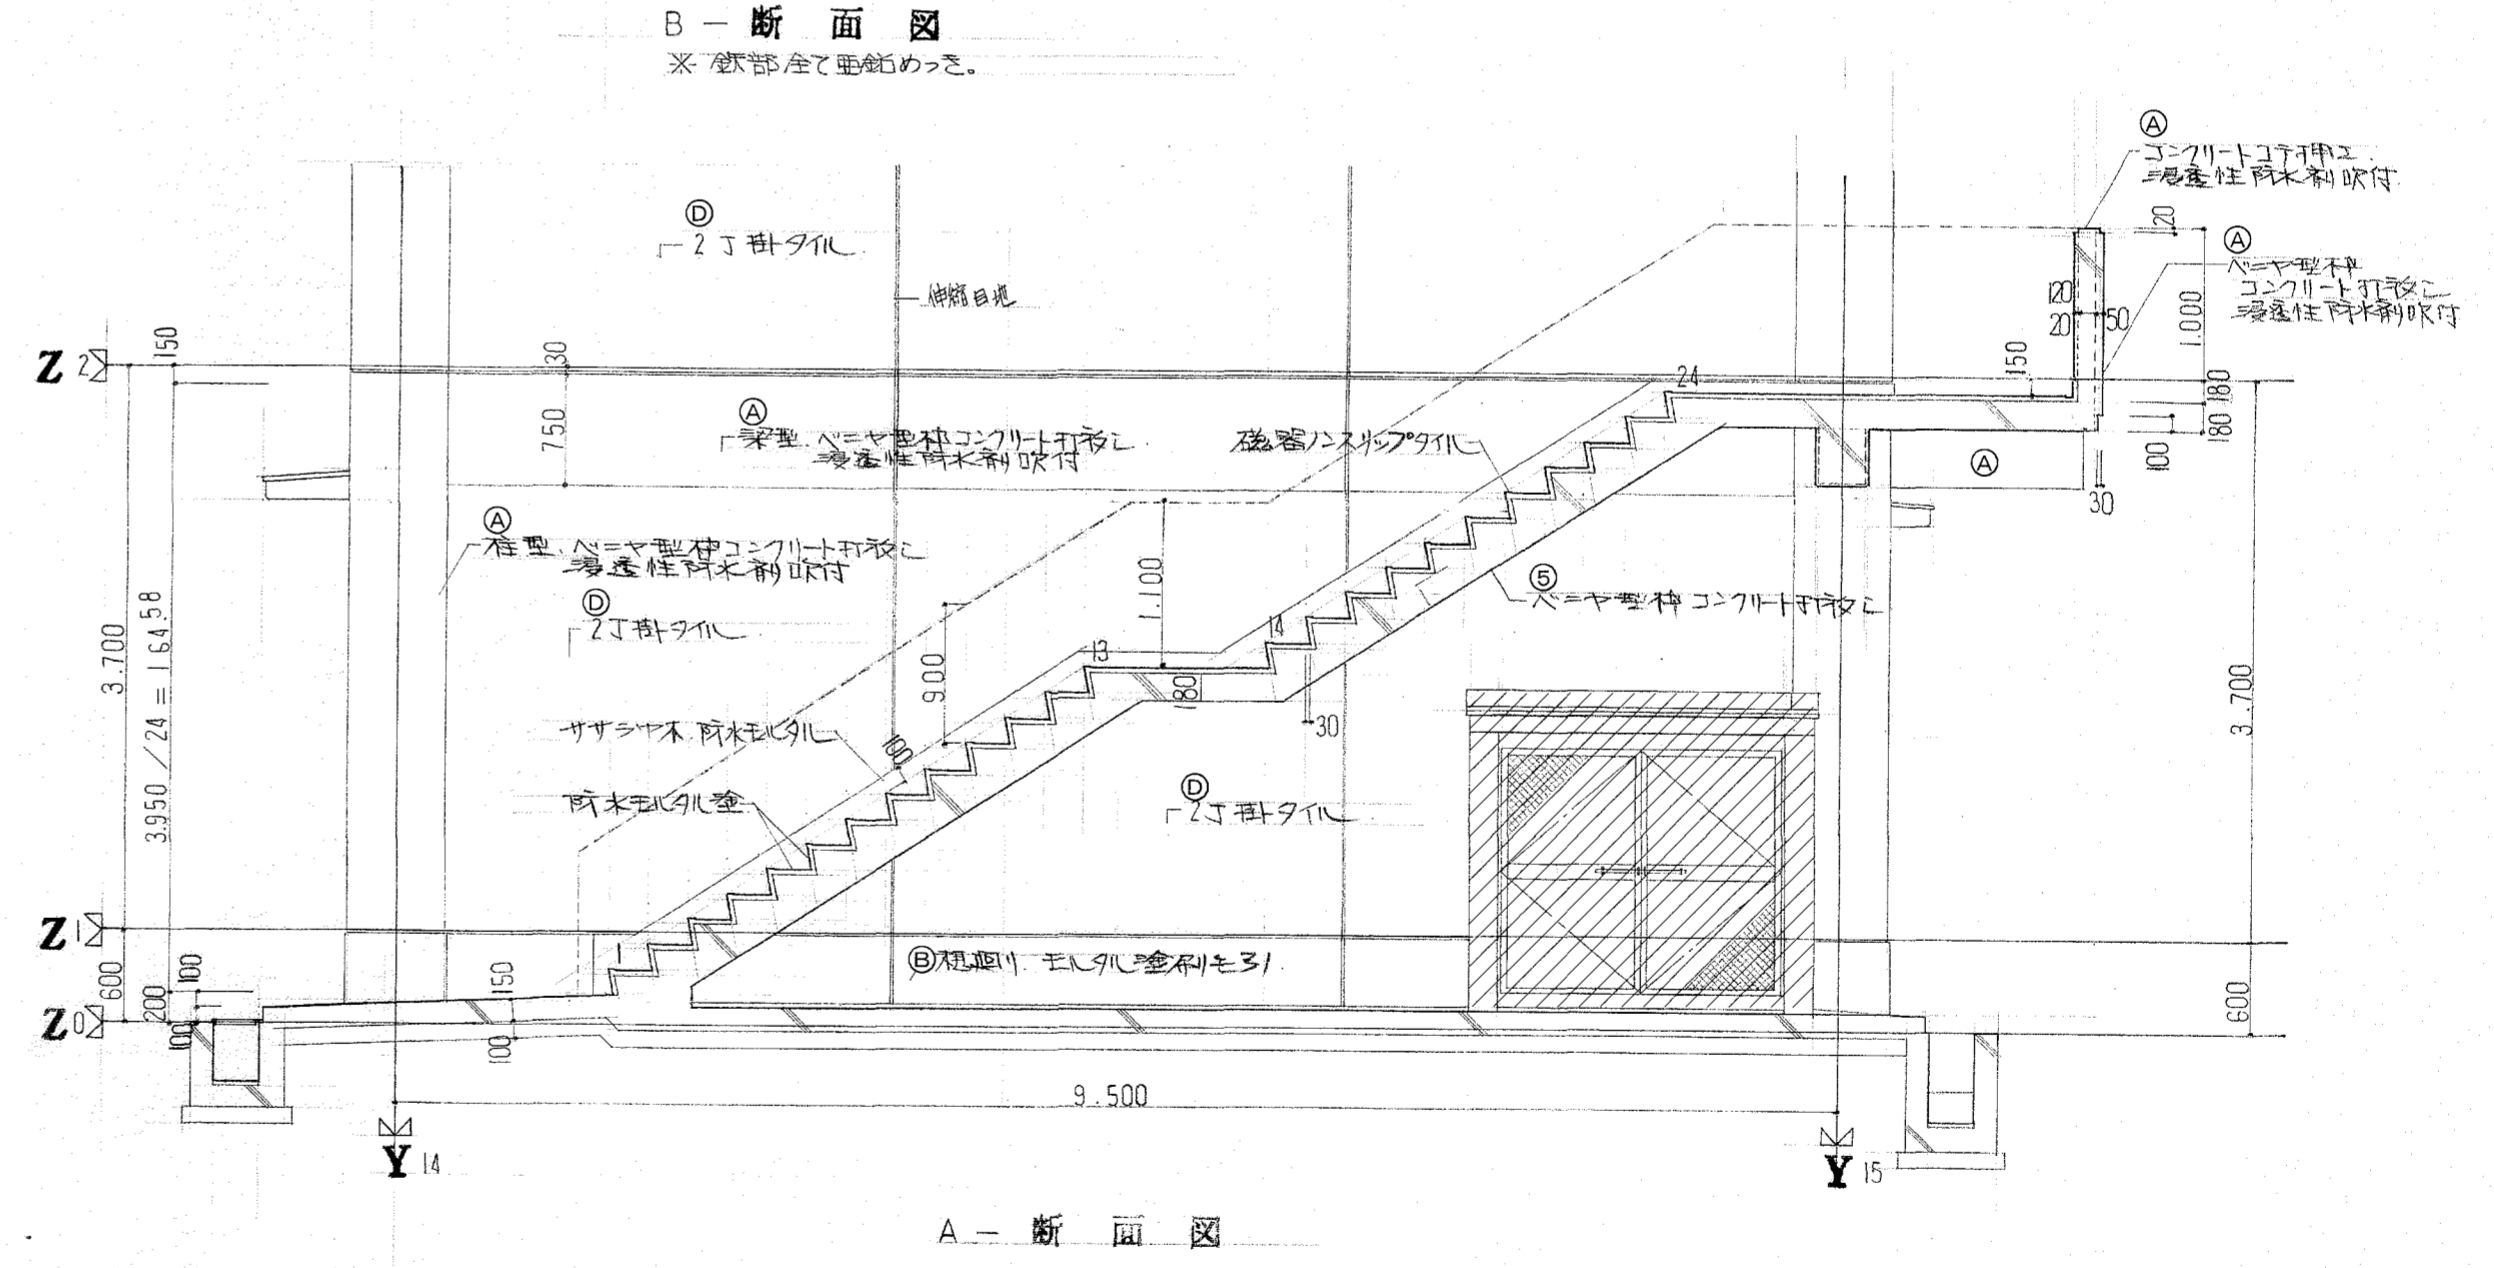 B － 断 面 図
※ 鉄部全て亜鉛めっき。
Ⓐ
コンクリートコテ押エ
浸透性防水剤吹付
Ⓓ
2丁掛タイル
120
Ⓐ
ベニヤ型枠
コンクリート打放し
浸透性防水剤吹付
伸縮目地
120
20
50
1.000
150
Z 2
30
150
24
180
750
Ⓐ
梁型. ベニヤ型枠コンクリート打放し
浸透性防水剤吹付
磁器ノンスリップタイル
180
100
Ⓐ
30
Ⓐ
柱型. ベニヤ型枠コンクリート打放し
浸透性防水剤吹付
1.100
⑤
ベニヤ型枠 コンクリート打放し
Ⓓ
2丁掛タイル
14
13
3.700
3.950 / 24 = 164.58
900
180
30
3.700
ササラ巾木 防水モルタル
100
防水モルタル塗
Ⓓ
2丁掛タイル
Z 1
1
Ⓑ根廻り. モルタル塗刷毛引
600
200
100
150
Z 0
100
100
600
9.500
Y 14
Y 15
A － 断 面 図